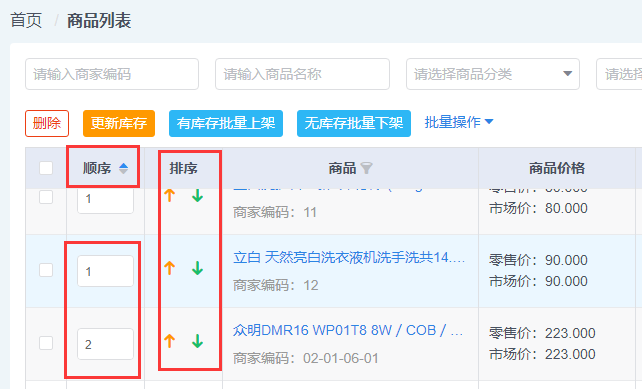 首页 / 商品列表
请输入商家编码 请输入商品名称 请选择商品分类 请选
删除 更新库存 有库存批量上架 无库存批量下架 批量操作
顺序 排序 商品 商品价格
1
商家编码：11
市场价：80.000
1
立白 天然亮白洗衣液机洗手洗共14....
商家编码：12
零售价：90.000
市场价：90.000
2
众明DMR16 WP01T8 8W / COB / ...
商家编码：02-01-06-01
零售价：223.000
市场价：223.000